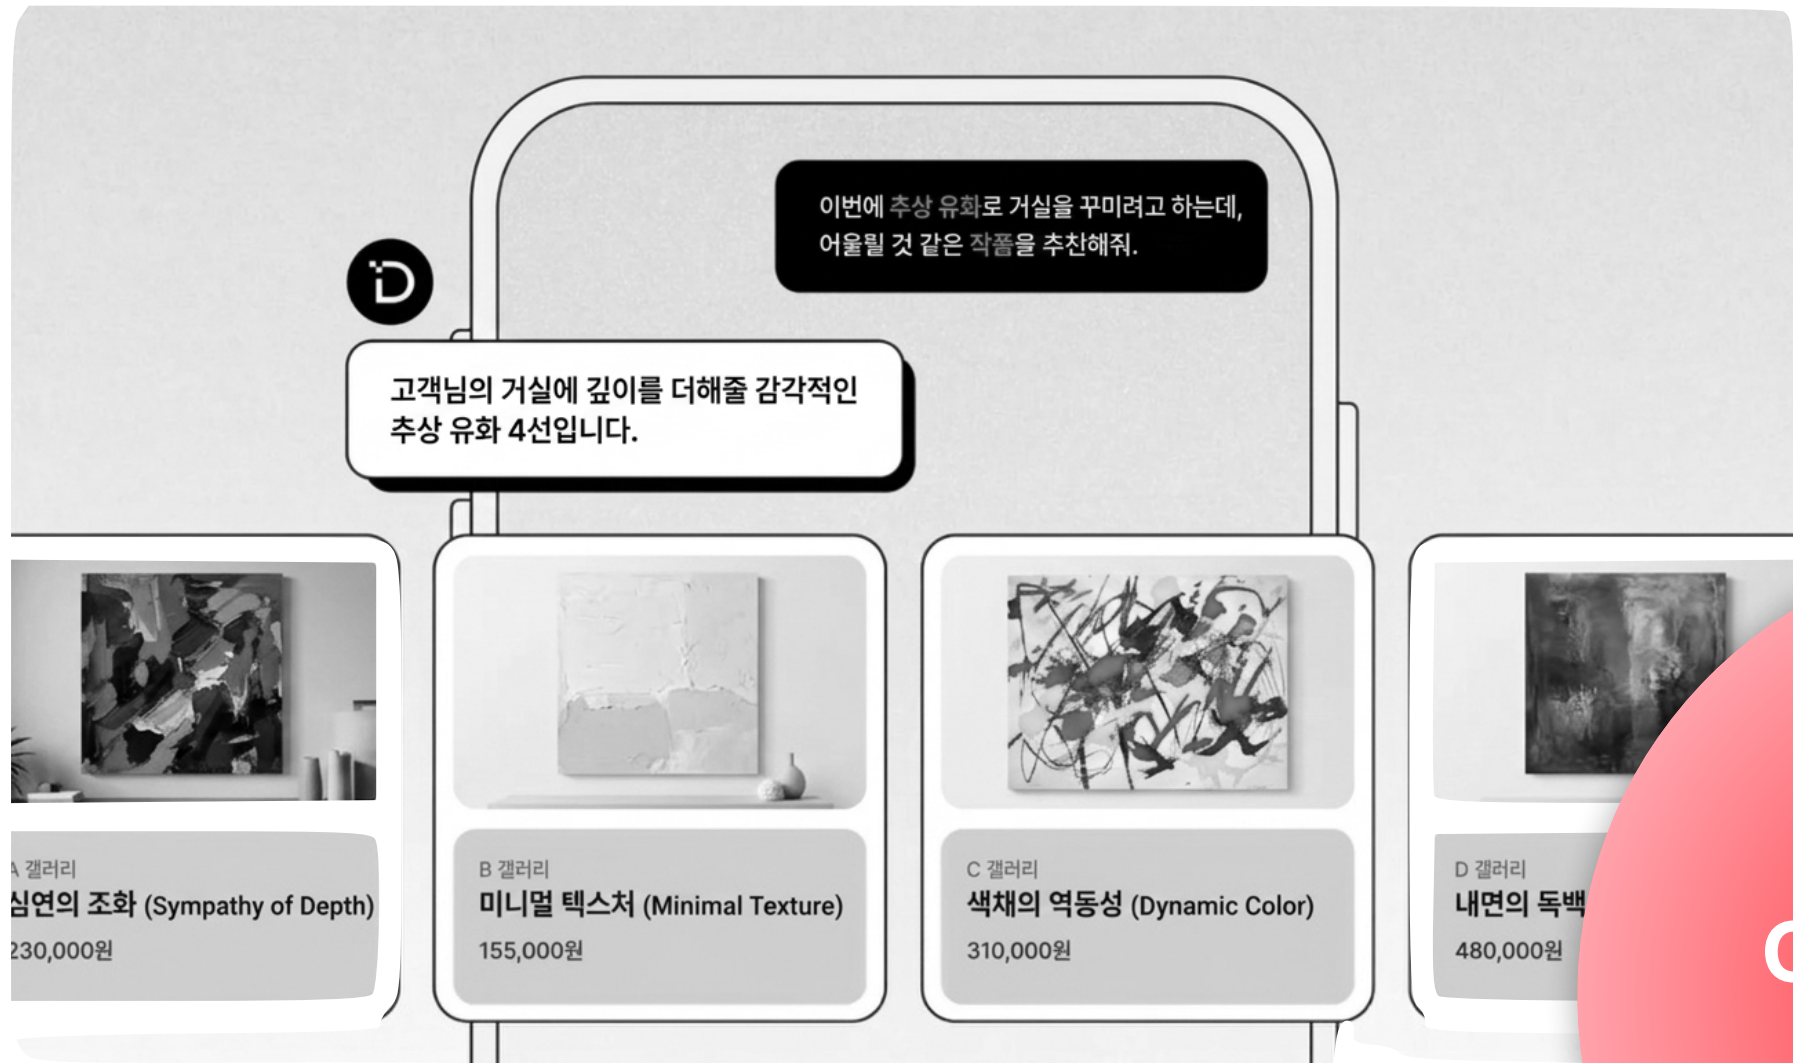 이번에 추상 유화로 거실을 꾸미려고 하는데,
어울릴 것 같은 작폼을 추찬해줘.
고객님의 거실에 깊이를 더해줄 감각적인
추상 유화 4선입니다.
A 갤러리
심연의 조화 (Sympathy of Depth)
230,000원
B 갤러리
미니멀 텍스처 (Minimal Texture)
155,000원
C 갤러리
색채의 역동성 (Dynamic Color)
310,000원
D 갤러리
내면의 독백
480,000원